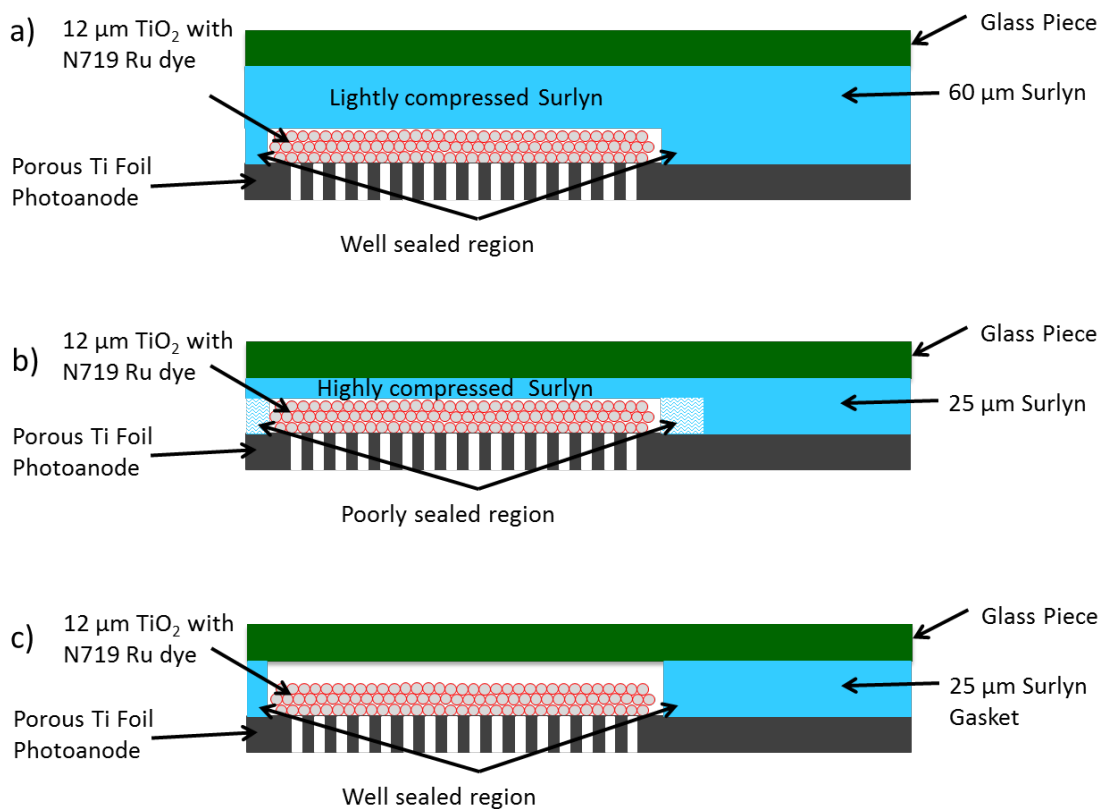 a)
12 µm TiO₂ with
N719 Ru dye
Glass Piece
Lightly compressed Surlyn
60 µm Surlyn
Porous Ti Foil
Photoanode
Well sealed region
b)
12 µm TiO₂ with
N719 Ru dye
Glass Piece
Highly compressed Surlyn
25 µm Surlyn
Porous Ti Foil
Photoanode
Poorly sealed region
c)
12 µm TiO₂ with
N719 Ru dye
Glass Piece
25 µm Surlyn
Gasket
Porous Ti Foil
Photoanode
Well sealed region